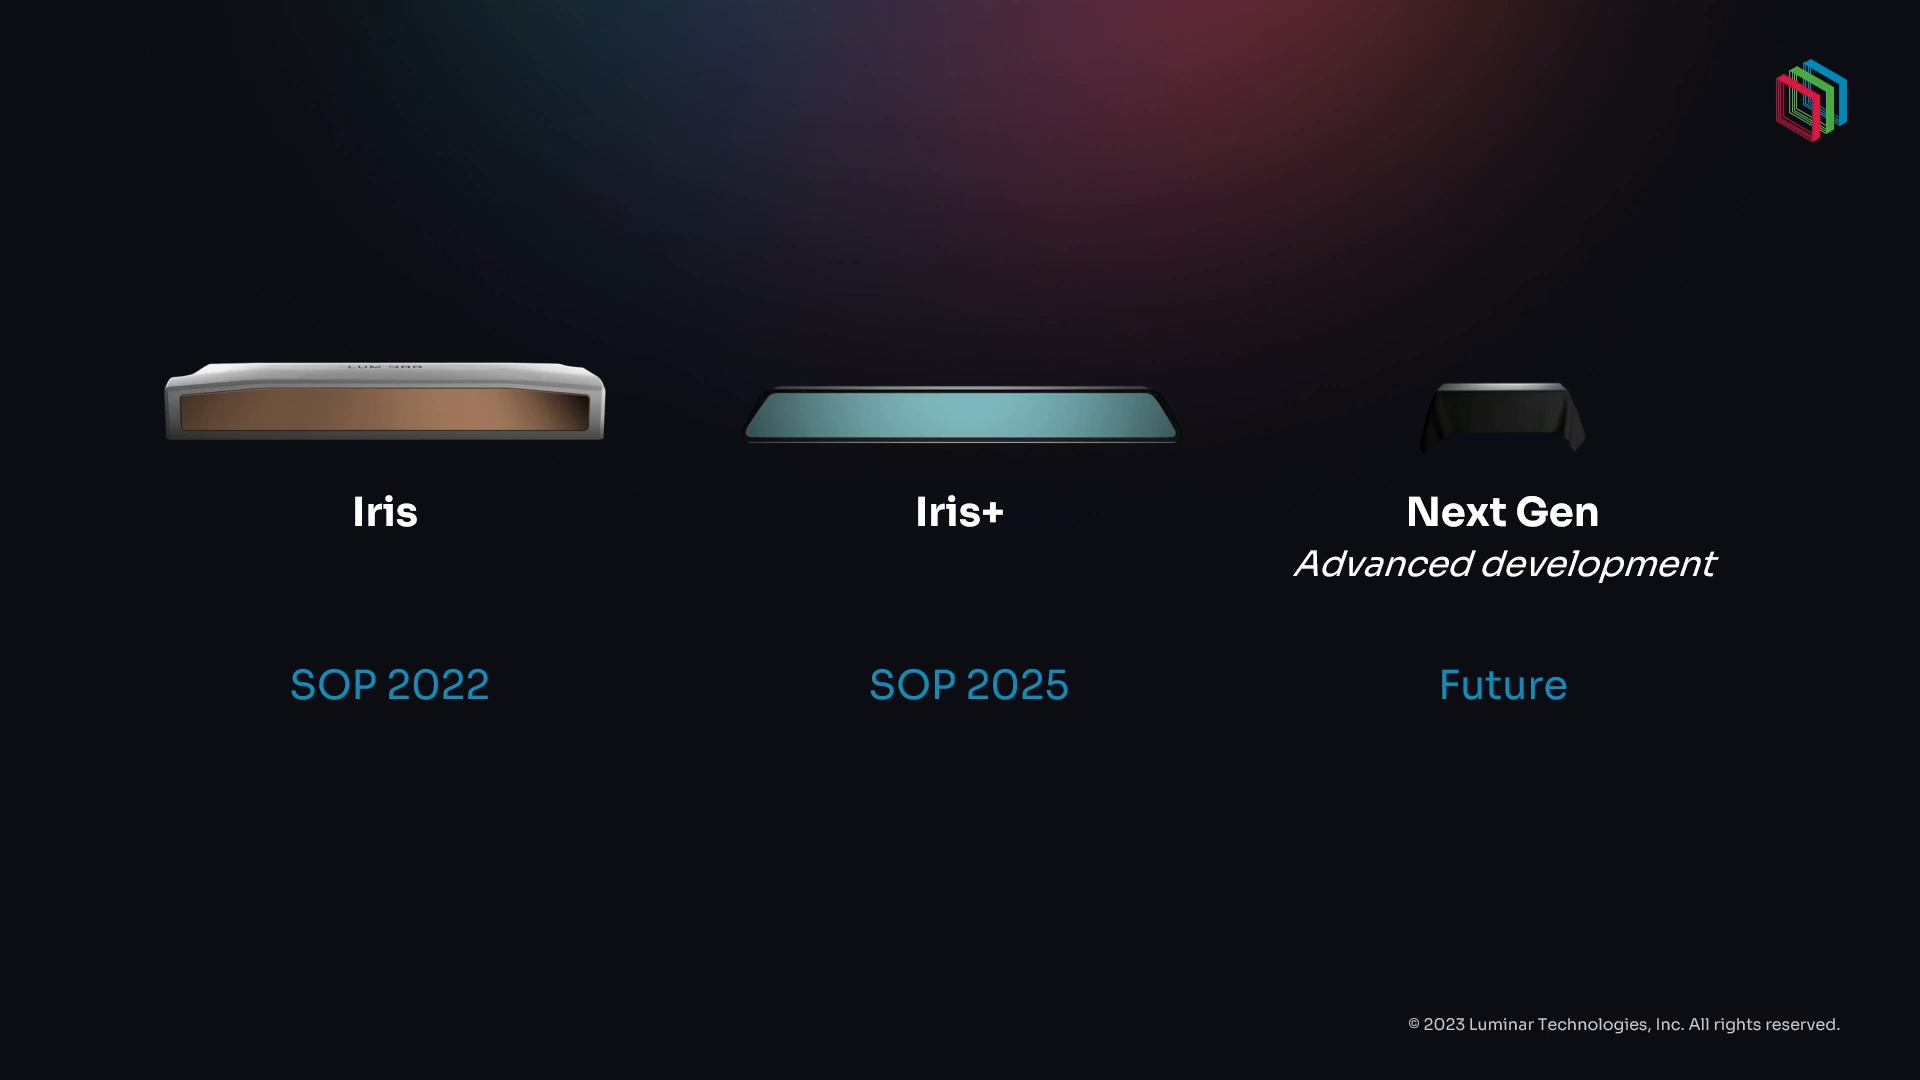 Iris
Iris+
Next Gen
Advanced development
SOP 2022
SOP 2025
Future
© 2023 Luminar Technologies, Inc. All rights reserved.